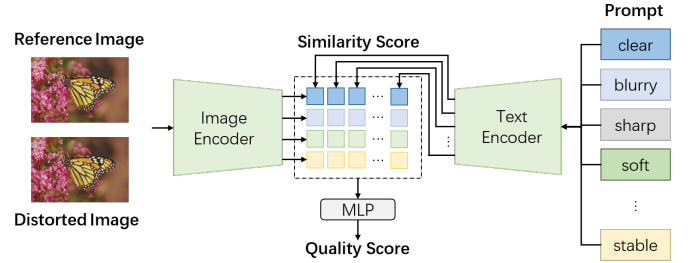 Reference Image
Distorted Image
Image
Encoder
Similarity Score
...
...
...
...
MLP
Quality Score
Text
Encoder
...
Prompt
clear
blurry
sharp
soft
...
stable